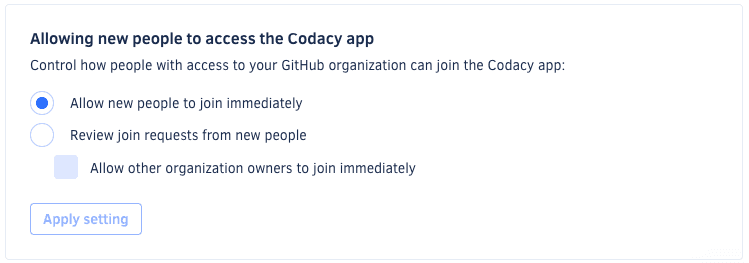 Allowing new people to access the Codacy app
Control how people with access to your GitHub organization can join the Codacy app:
Allow new people to join immediately
Review join requests from new people
Allow other organization owners to join immediately
Apply setting